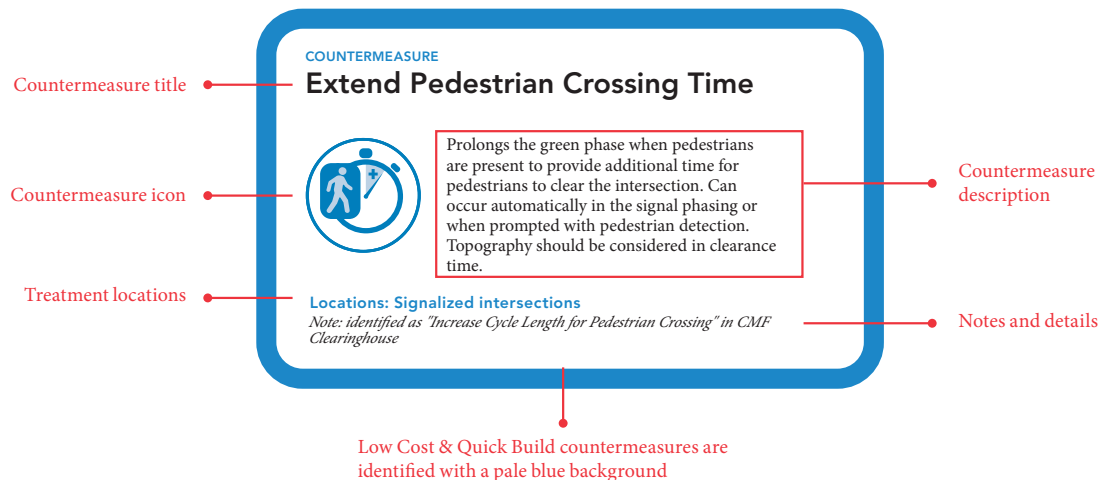 COUNTERMEASURE
Extend Pedestrian Crossing Time
Countermeasure title
Prolongs the green phase when pedestrians
are present to provide additional time for
pedestrians to clear the intersection. Can
occur automatically in the signal phasing or
when prompted with pedestrian detection.
Topography should be considered in clearance
time.
Countermeasure icon
Countermeasure
description
Treatment locations
Locations: Signalized intersections
Note: identified as "Increase Cycle Length for Pedestrian Crossing" in CMF
Clearinghouse
Notes and details
Low Cost & Quick Build countermeasures are
identified with a pale blue background